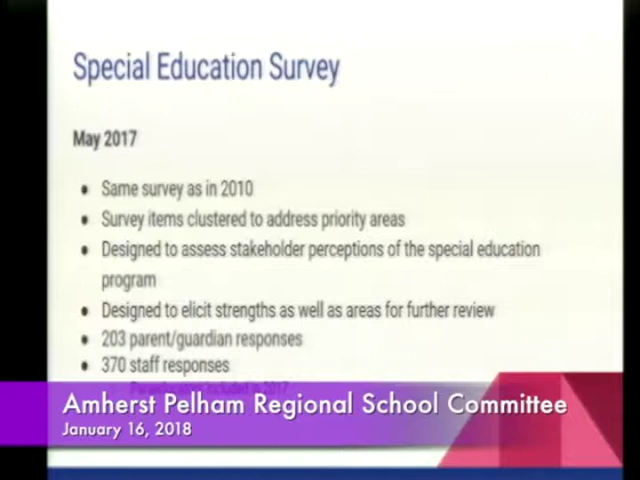 Special Education Survey
May 2017
• Same survey as in 2010
• Survey items clustered to address priority areas
• Designed to assess stakeholder perceptions of the special education
program
• Designed to elicit strengths as well as areas for further review
• 203 parent/guardian responses
• 370 staff responses
Amherst Pelham Regional School Committee
January 16, 2018